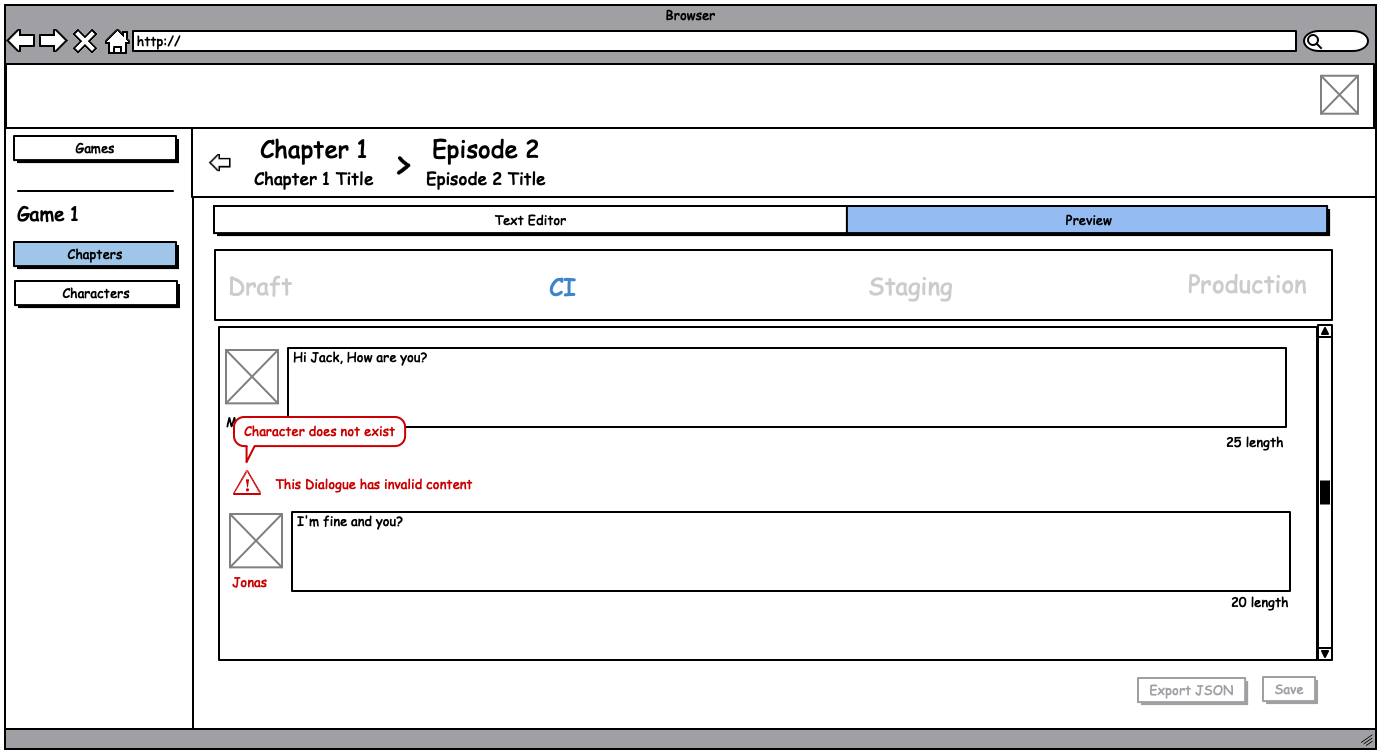 Browser
http://
Games
Game 1
Chapters
Characters
Chapter 1
Chapter 1 Title
>
Episode 2
Episode 2 Title
Text Editor
Preview
Draft
CI
Staging
Production
Hi Jack, How are you?
Character does not exist
25 length
This Dialogue has invalid content
I'm fine and you?
Jonas
20 length
Export JSON
Save